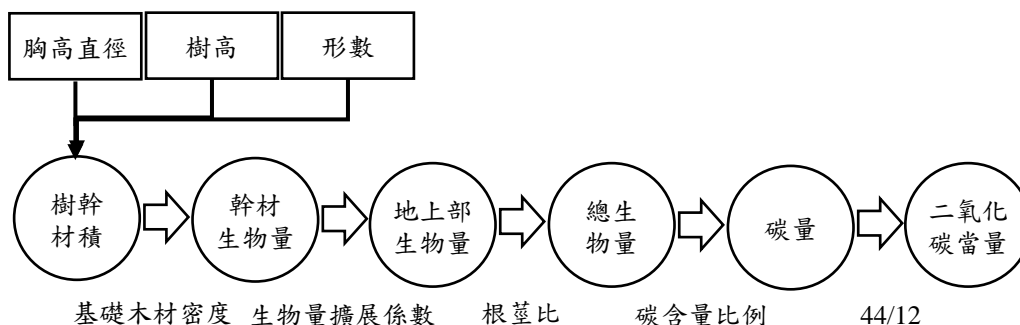 胸高直徑
樹高
形數
樹幹
材積
幹材
生物量
地上部
生物量
總生
物量
碳量
二氧化
碳當量
基礎木材密度
生物量擴展係數
根莖比
碳含量比例
44/12